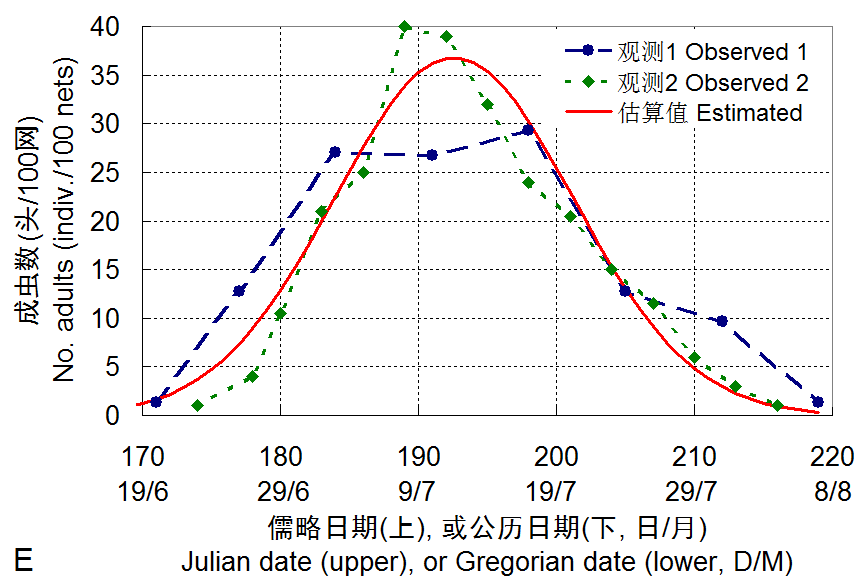 40
35
30
25
20
15
10
5
0
成虫数(头/100网)
No. adults (indiv./100 nets)
观测1 Observed 1
观测2 Observed 2
估算值 Estimated
170 180 190 200 210 220
19/6 29/6 9/7 19/7 29/7 8/8
儒略日期(上), 或公历日期(下, 日/月)
E Julian date (upper), or Gregorian date (lower, D/M)